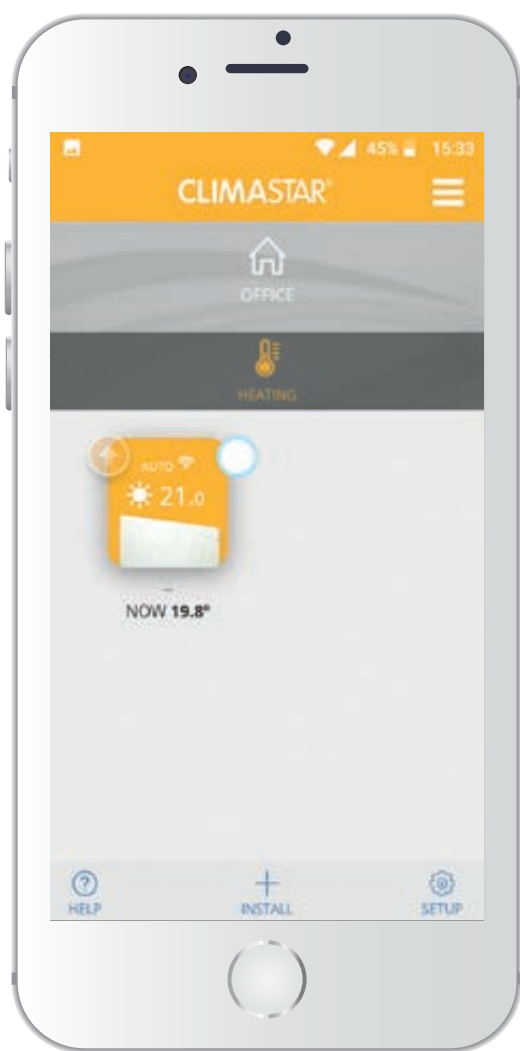 45% 15:33
CLIMASTAR®
OFFICE
HEATING
AUTO
21.0
NOW 19.8°
HELP INSTALL SETUP